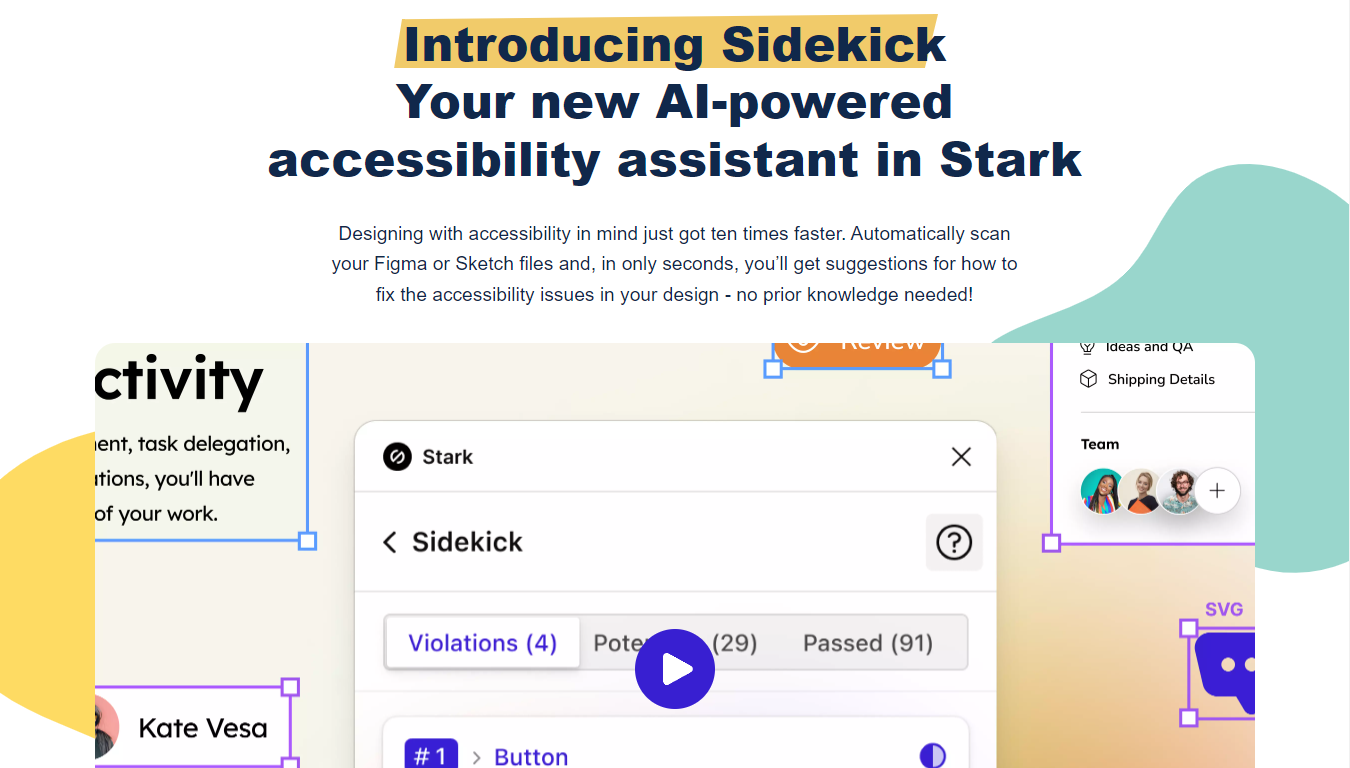 Introducing Sidekick
Your new AI-powered
accessibility assistant in Stark
Designing with accessibility in mind just got ten times faster. Automatically scan
your Figma or Sketch files and, in only seconds, you’ll get suggestions for how to
fix the accessibility issues in your design - no prior knowledge needed!
ctivity
ent, task delegation,
ations, you'll have
of your work.
Kate Vesa
Review
Stark
Sidekick
Violations (4)
(29)
Passed (91)
#1
Button
Ideas and QA
Shipping Details
Team
SVG